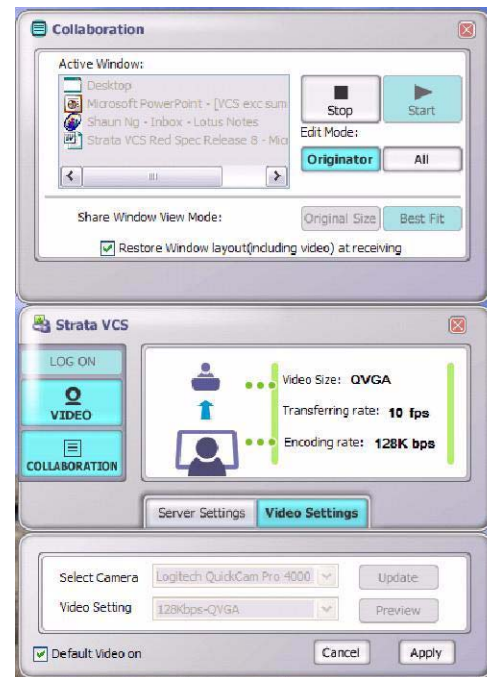 Collaboration
Active Window:
Desktop
Microsoft PowerPoint - [VCS exc sum
Shaun Ng - Inbox - Lotus Notes
Strata VCS Red Spec Release 8 - Mic
Stop
Start
Edit Mode:
Originator
All
Share Window View Mode:
Original Size
Best Fit
Restore Window layout(including video) at receiving
Strata VCS
LOG ON
VIDEO
COLLABORATION
Video Size: QVGA
Transferring rate: 10 fps
Encoding rate: 128K bps
Server Settings
Video Settings
Select Camera
Logitech QuickCam Pro 4000
Update
Video Setting
128Kbps-QVGA
Preview
Default Video on
Cancel
Apply